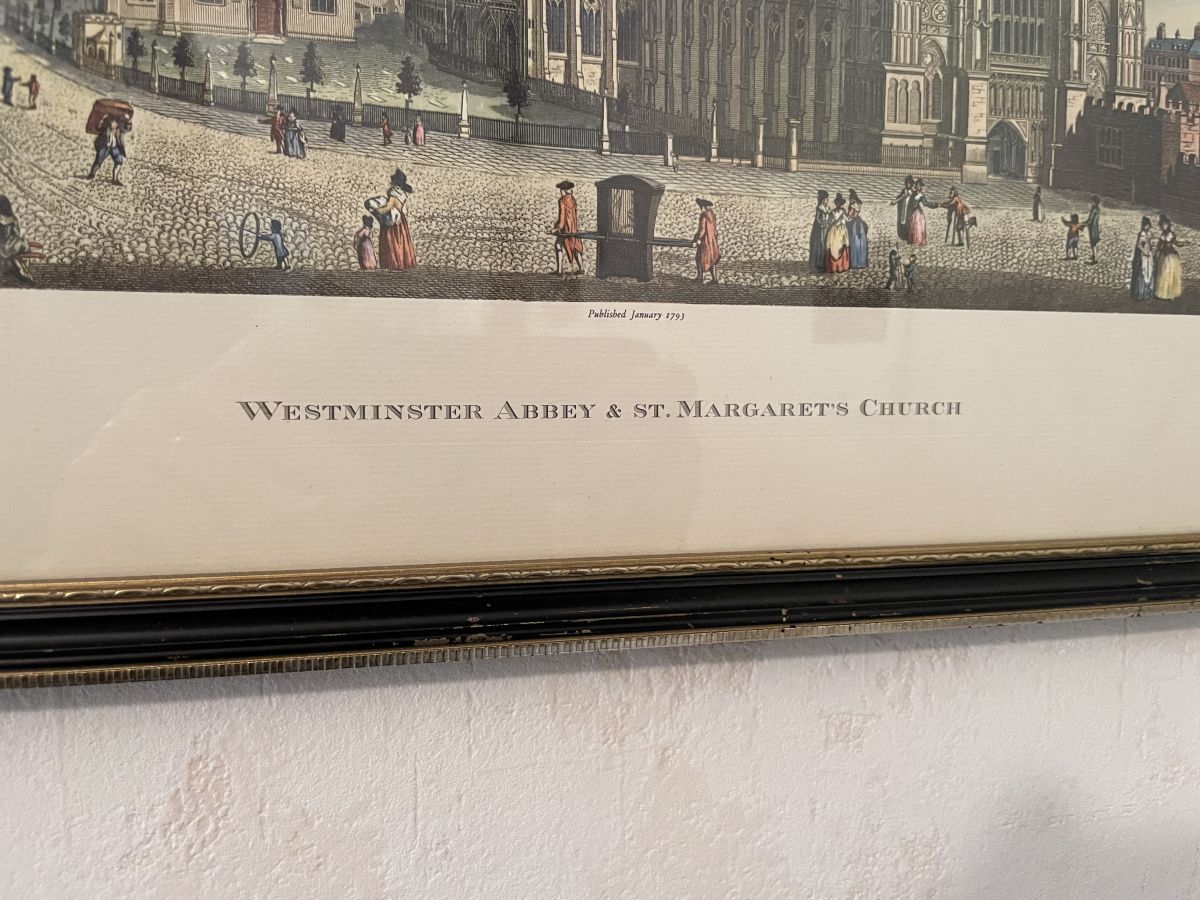 Published January 1793
WESTMINSTER ABBEY & ST. MARGARET'S CHURCH